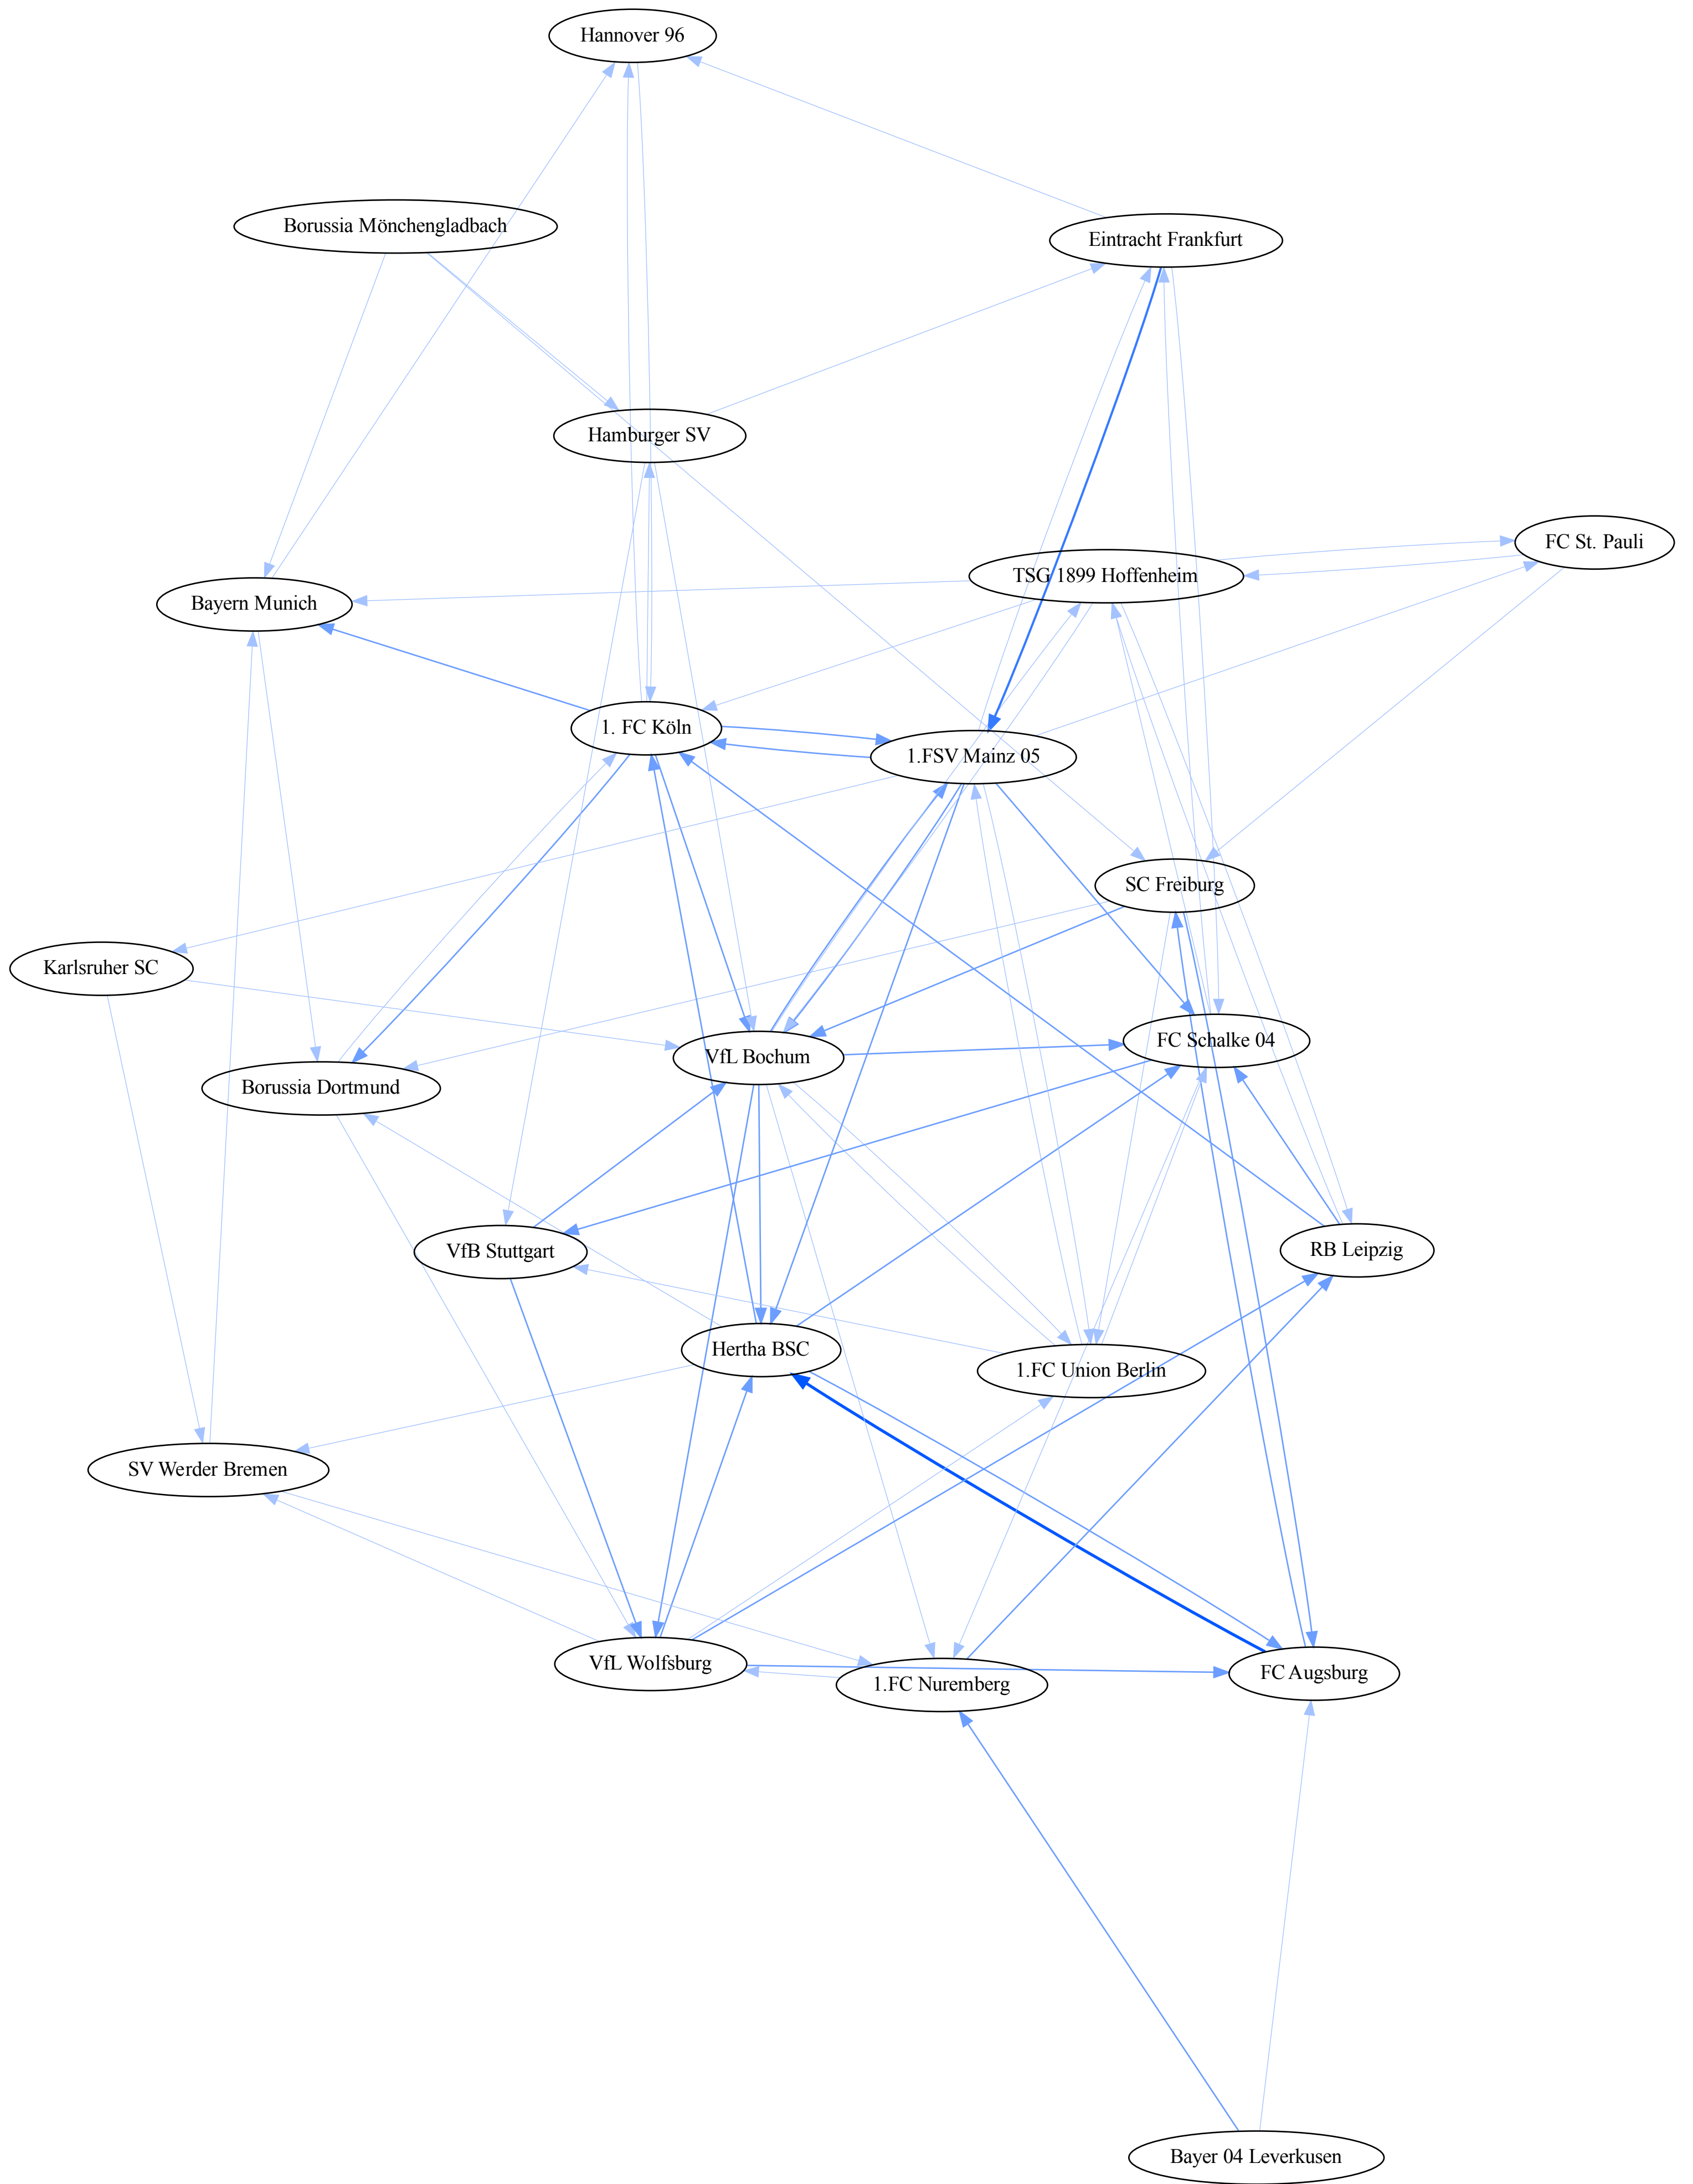 Hannover 96
Borussia Mönchengladbach
Eintracht Frankfurt
Hamburger SV
FC St. Pauli
TSG 1899 Hoffenheim
Bayern Munich
1. FC Köln
1.FSV Mainz 05
SC Freiburg
Karlsruher SC
FC Schalke 04
VfL Bochum
Borussia Dortmund
VfB Stuttgart
RB Leipzig
Hertha BSC
1.FC Union Berlin
SV Werder Bremen
VfL Wolfsburg
FC Augsburg
1.FC Nuremberg
Bayer 04 Leverkusen